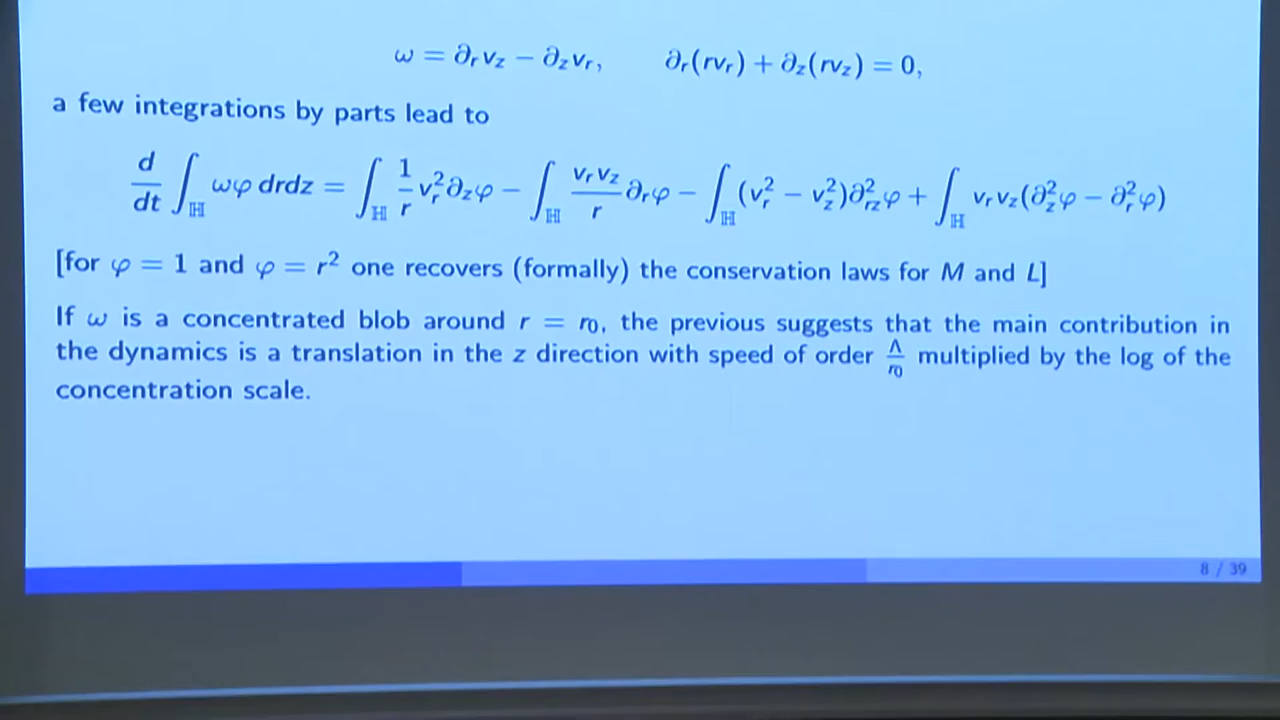 ω = ∂ᵣv_z − ∂_zvᵣ, ∂ᵣ(rvᵣ) + ∂_z(rv_z) = 0,
a few integrations by parts lead to
d/dt ∫_ℍ ωφ drdz = ∫_ℍ 1/r vᵣ²∂_zφ − ∫_ℍ vᵣv_z/r ∂ᵣφ − ∫_ℍ (vᵣ² − v_z²)∂²_{rz}φ + ∫_ℍ vᵣv_z(∂_z²φ − ∂ᵣ²φ)
[for φ = 1 and φ = r² one recovers (formally) the conservation laws for M and L]
If ω is a concentrated blob around r = r₀, the previous suggests that the main contribution in
the dynamics is a translation in the z direction with speed of order Λ/r₀ multiplied by the log of the
concentration scale.
8 / 39